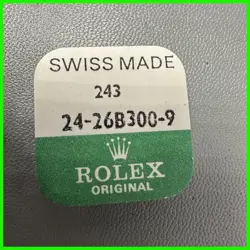 SWISS MADE
243
24-26B300-9
ROLEX
ORIGINAL